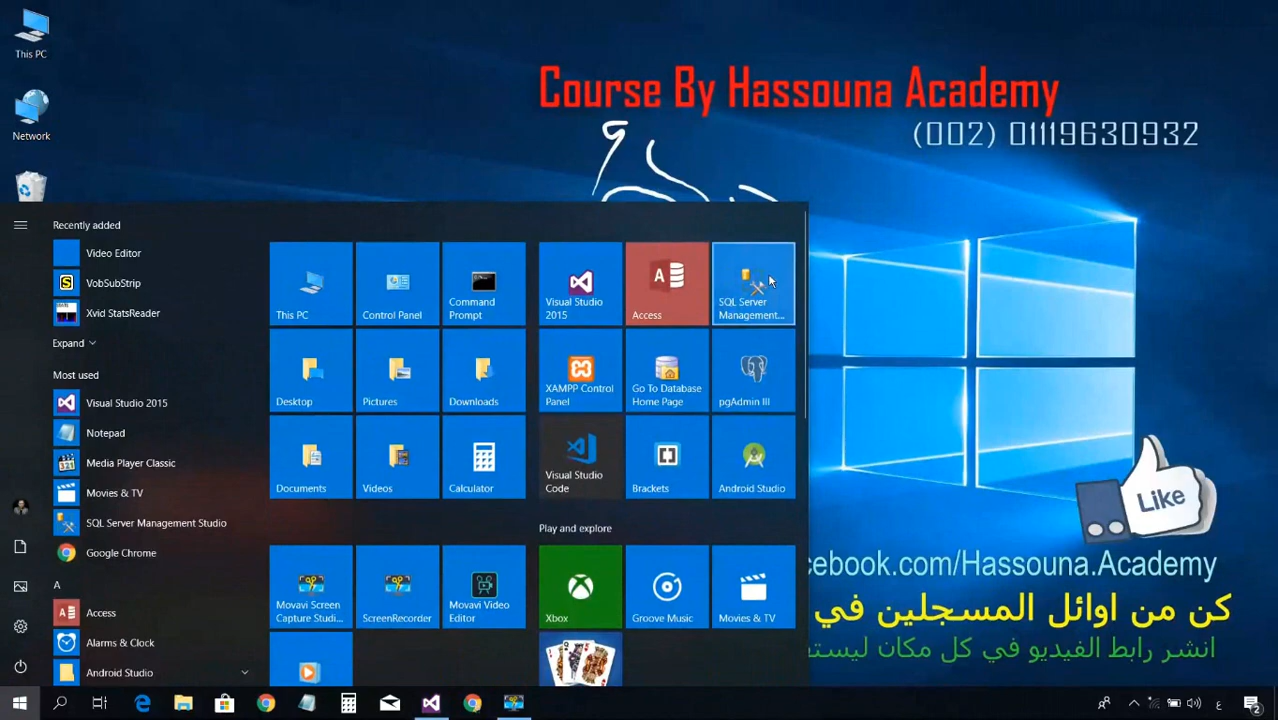 This PC
Network
Course By Hassouna Academy
(002) 01119630932
Recently added
Video Editor
VobSubStrip
Xvid StatsReader
Expand
Most used
Visual Studio 2015
Notepad
Media Player Classic
Movies & TV
SQL Server Management Studio
Google Chrome
A
Access
Alarms & Clock
Android Studio
This PC
Control Panel
Command
Prompt
Visual Studio
2015
Access
SQL Server
Management...
Desktop
Pictures
Downloads
XAMPP Control
Panel
Go To Database
Home Page
pgAdmin III
Documents
Videos
Calculator
Visual Studio
Code
Brackets
Android Studio
Play and explore
Movavi Screen
Capture Studi...
ScreenRecorder
Movavi Video
Editor
Xbox
Groove Music
Movies & TV
Like
cebook.com/Hassouna.Academy
كن من اوائل المسجلين في
انشر رابط الفيديو في كل مكان ليستف
ع
2